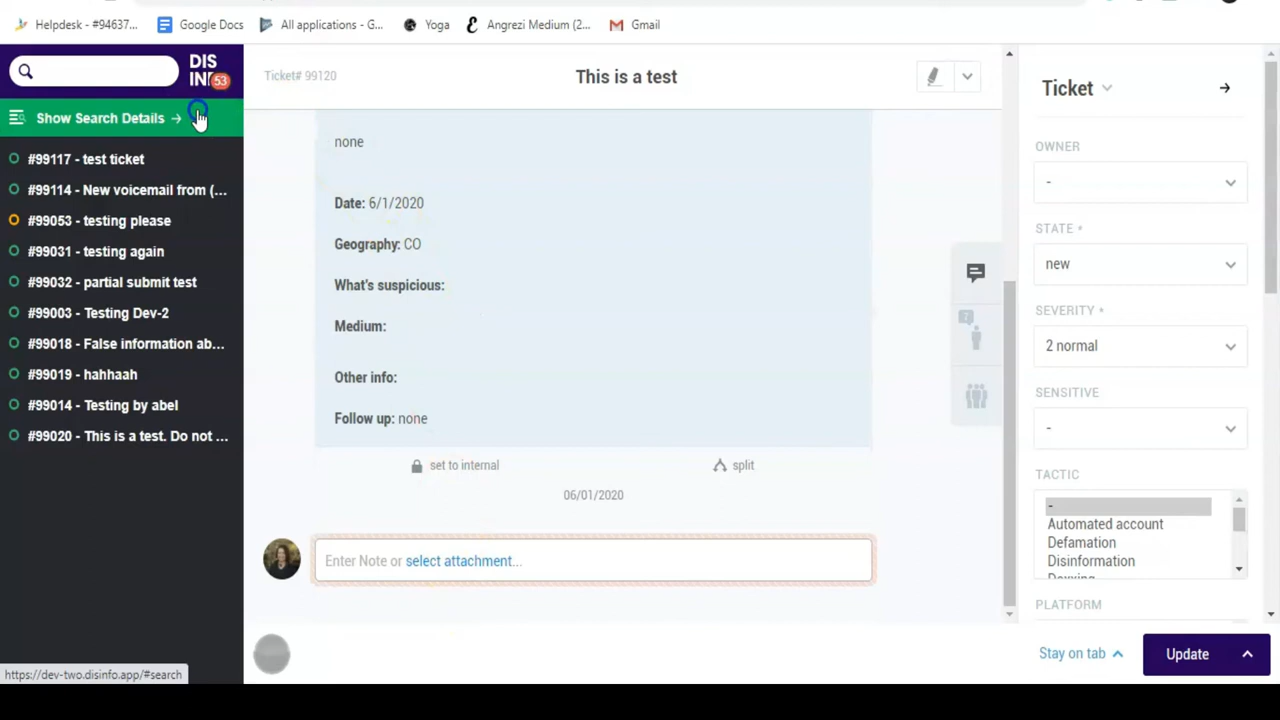 Helpdesk - #94637...
Google Docs
All applications - G...
Yoga
Angrezi Medium (2...
Gmail
DIS
IN
53
Show Search Details →
#99117 - test ticket
#99114 - New voicemail from (...
#99053 - testing please
#99031 - testing again
#99032 - partial submit test
#99003 - Testing Dev-2
#99018 - False information ab...
#99019 - hahhaah
#99014 - Testing by abel
#99020 - This is a test. Do not ...
https://dev-two.disinfo.app/#search
Ticket# 99120
This is a test
none
Date: 6/1/2020
Geography: CO
What's suspicious:
Medium:
Other info:
Follow up: none
set to internal
split
06/01/2020
Enter Note or select attachment...
Ticket
OWNER
-
STATE *
new
SEVERITY *
2 normal
SENSITIVE
-
TACTIC
-
Automated account
Defamation
Disinformation
Doxxing
PLATFORM
Stay on tab
Update